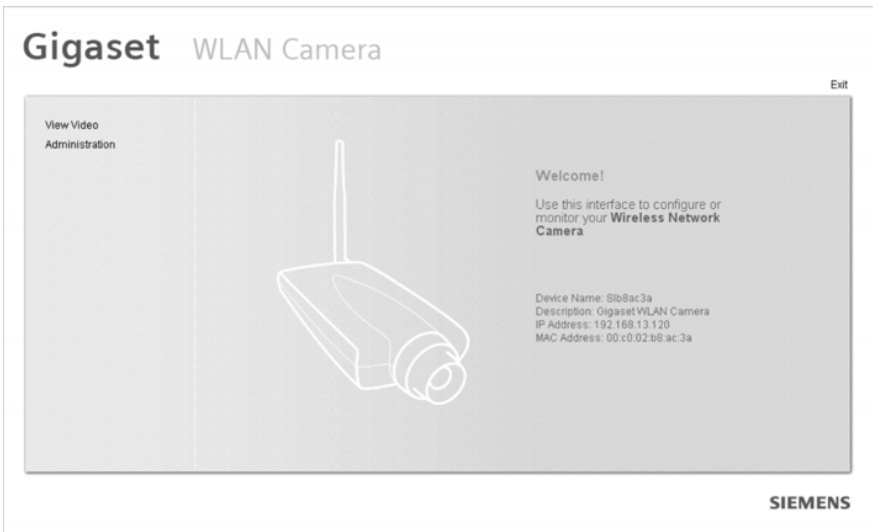 Gigaset WLAN Camera
Exit
View Video
Administration
Welcome!
Use this interface to configure or
monitor your Wireless Network
Camera
Device Name: SIb8ac3a
Description: Gigaset WLAN Camera
IP Address: 192.168.13.120
MAC Address: 00:c0:02:b8:ac:3a
SIEMENS